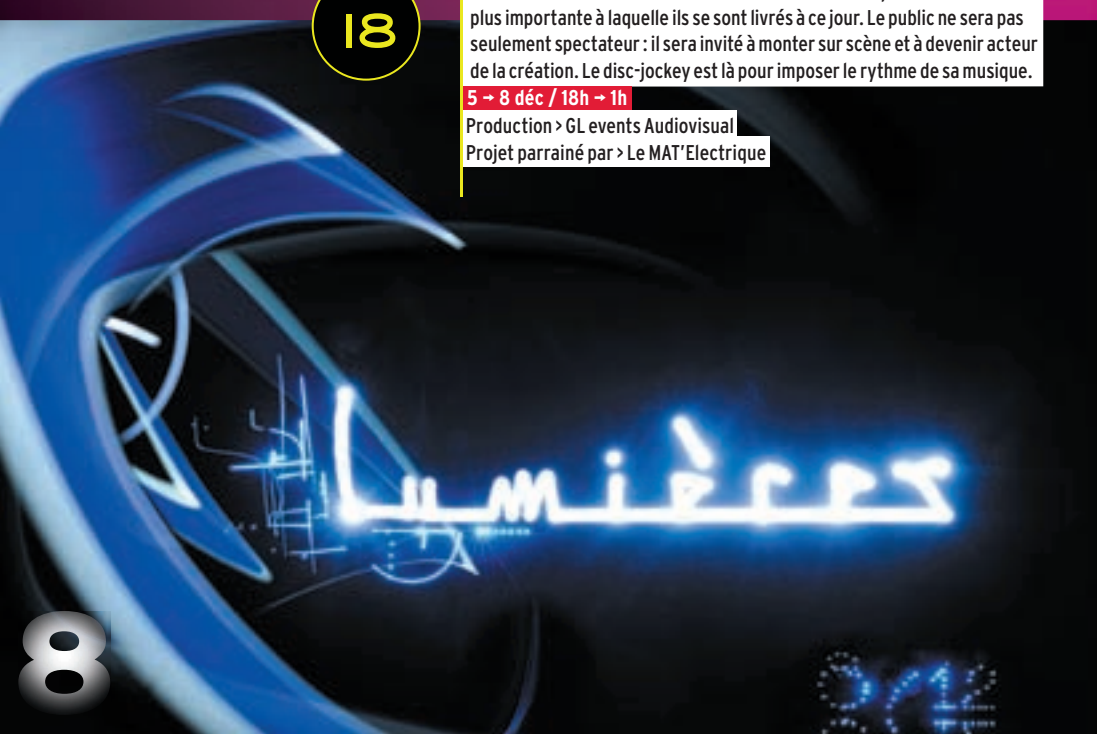 18
plus importante à laquelle ils se sont livrés à ce jour. Le public ne sera pas
seulement spectateur : il sera invité à monter sur scène et à devenir acteur
de la création. Le disc-jockey est là pour imposer le rythme de sa musique.
5 → 8 déc / 18h → 1h
Production > GL events Audiovisual
Projet parrainé par > Le MAT'Electrique
Lumières
8